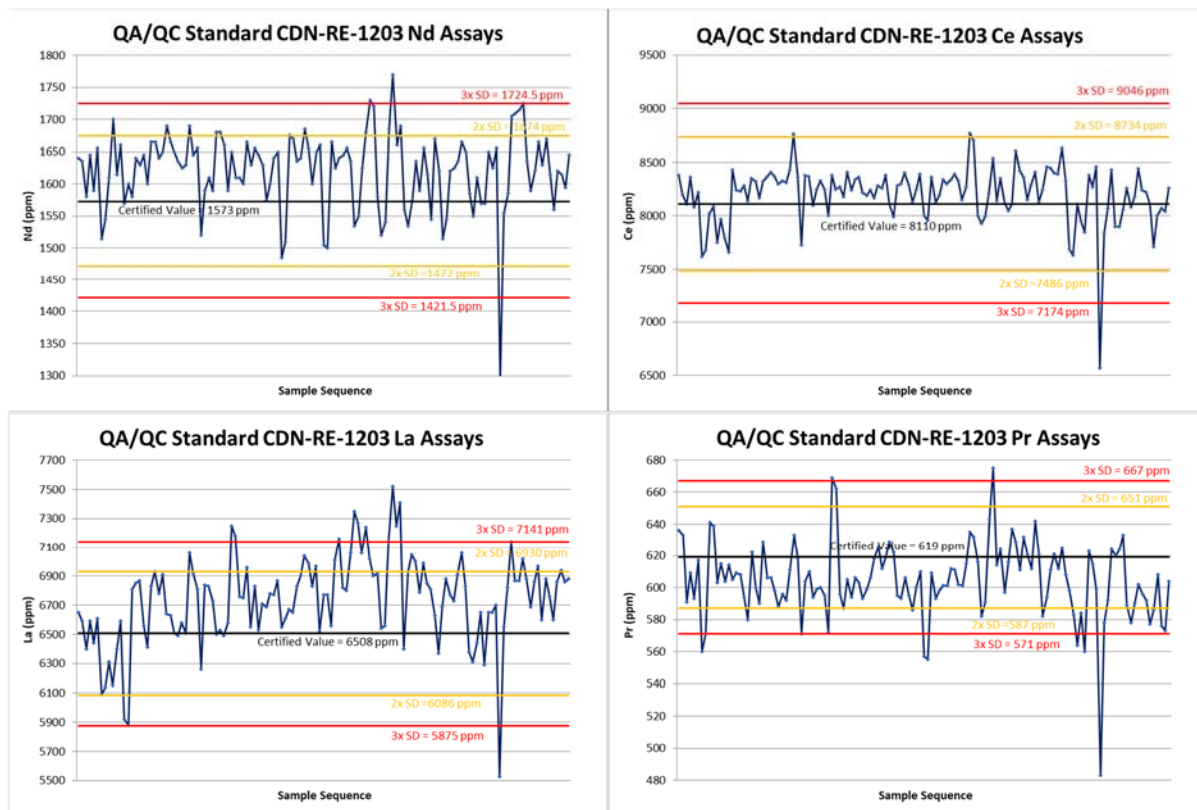 QA/QC Standard CDN-RE-1203 Nd Assays
1800
1750
1700
1650
1600
1550
1500
1450
1400
1350
1300
Nd (ppm)
3x SD = 1724.5 ppm
2x SD =1674 ppm
Certified Value = 1573 ppm
2x SD =1472 ppm
3x SD = 1421.5 ppm
Sample Sequence
QA/QC Standard CDN-RE-1203 Ce Assays
9500
9000
8500
8000
7500
7000
6500
Ce (ppm)
3x SD = 9046 ppm
2x SD = 8734 ppm
Certified Value = 8110 ppm
2x SD =7486 ppm
3x SD = 7174 ppm
Sample Sequence
QA/QC Standard CDN-RE-1203 La Assays
7700
7500
7300
7100
6900
6700
6500
6300
6100
5900
5700
5500
La (ppm)
3x SD = 7141 ppm
2x SD =6930 ppm
Certified Value = 6508 ppm
2x SD =6086 ppm
3x SD = 5875 ppm
Sample Sequence
QA/QC Standard CDN-RE-1203 Pr Assays
680
660
640
620
600
580
560
540
520
500
480
Pr (ppm)
3x SD = 667 ppm
2x SD = 651 ppm
Certified Value = 619 ppm
2x SD =587 ppm
3x SD = 571 ppm
Sample Sequence